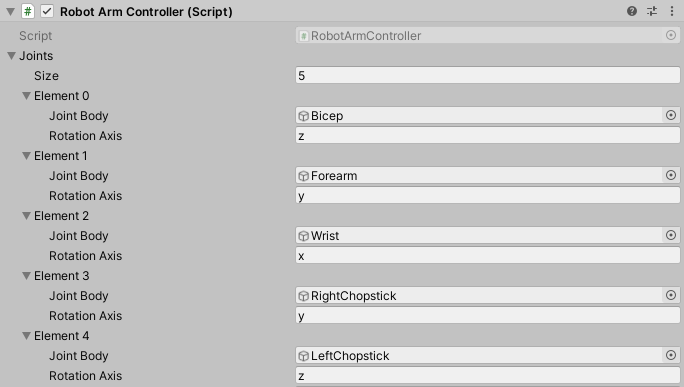 Robot Arm Controller (Script)
Script RobotArmController
Joints
Size 5
Element 0
Joint Body Bicep
Rotation Axis z
Element 1
Joint Body Forearm
Rotation Axis y
Element 2
Joint Body Wrist
Rotation Axis x
Element 3
Joint Body RightChopstick
Rotation Axis y
Element 4
Joint Body LeftChopstick
Rotation Axis z